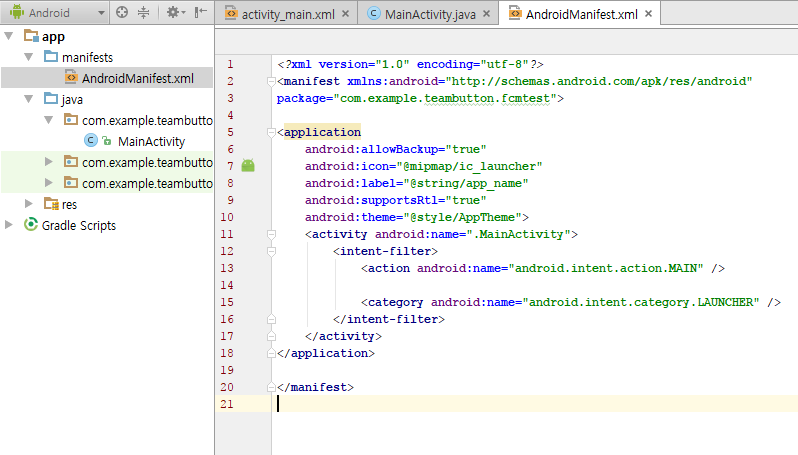 Android
activity_main.xml
MainActivity.java
AndroidManifest.xml
app
manifests
AndroidManifest.xml
java
com.example.teambutto
MainActivity
com.example.teambutto
com.example.teambutto
res
Gradle Scripts
1 <?xml version="1.0" encoding="utf-8"?>
2 <manifest xmlns:android="http://schemas.android.com/apk/res/android"
3 package="com.example.teambutton.fcmtest">
4
5 <application
6 android:allowBackup="true"
7 android:icon="@mipmap/ic_launcher"
8 android:label="@string/app_name"
9 android:supportsRtl="true"
10 android:theme="@style/AppTheme">
11 <activity android:name=".MainActivity">
12 <intent-filter>
13 <action android:name="android.intent.action.MAIN" />
14
15 <category android:name="android.intent.category.LAUNCHER" />
16 </intent-filter>
17 </activity>
18 </application>
19
20 </manifest>
21